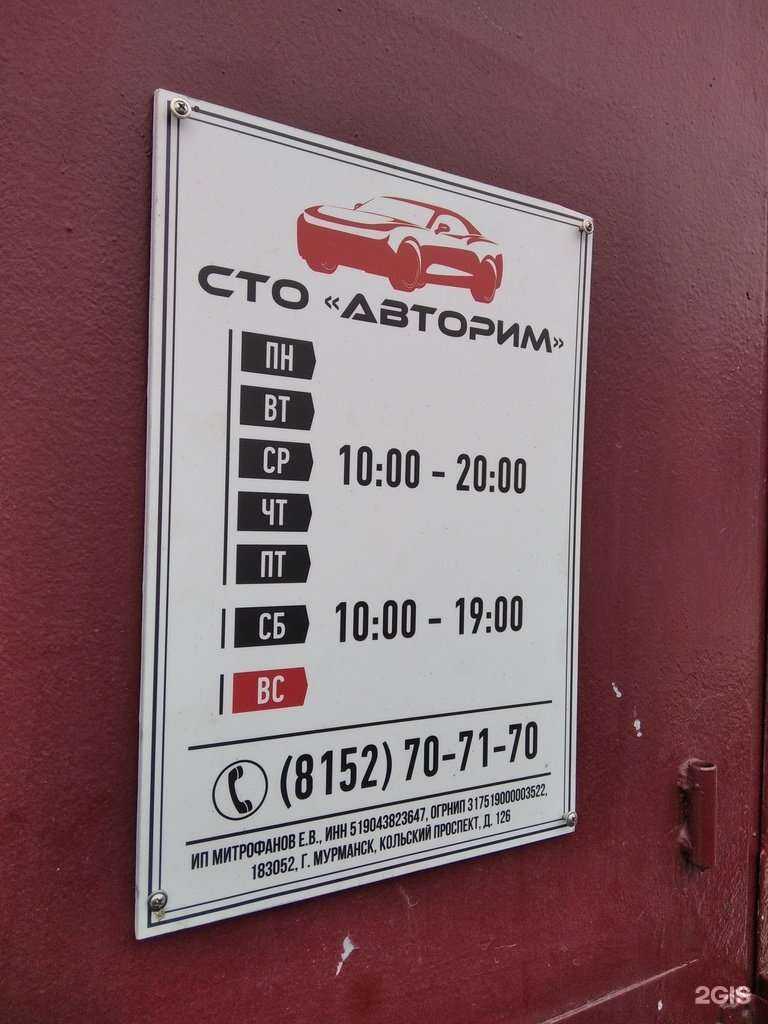 СТО «АВТОРИМ»
ПН
ВТ
СР 10:00 - 20:00
ЧТ
ПТ
СБ 10:00 - 19:00
ВС
(8152) 70-71-70
ИП МИТРОФАНОВ Е.В., ИНН 519043823647, ОГРНИП 317519000003522,
183052, Г. МУРМАНСК, КОЛЬСКИЙ ПРОСПЕКТ, Д. 126
2GIS